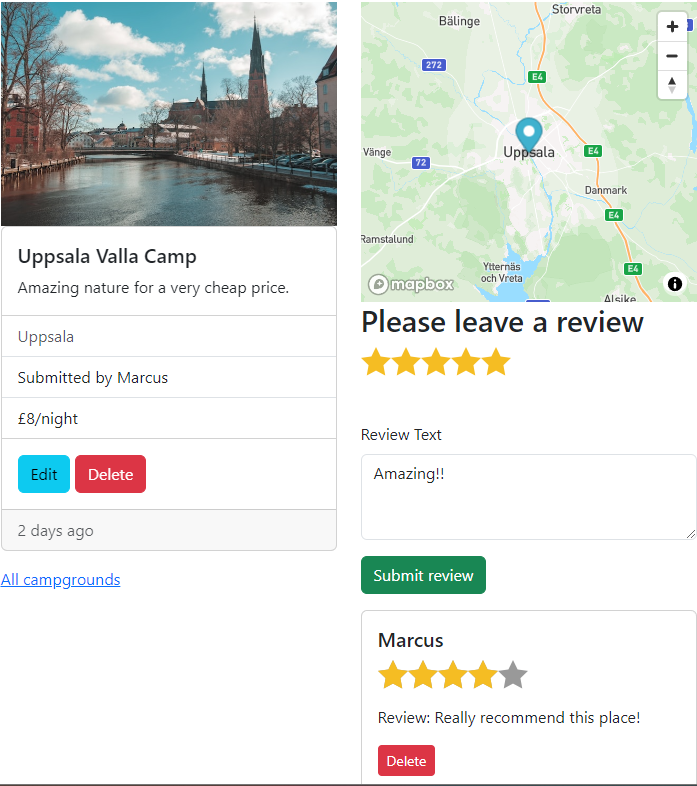 Uppsala Valla Camp
Amazing nature for a very cheap price.
Uppsala
Submitted by Marcus
£8/night
Edit Delete
2 days ago
All campgrounds
Storvreta
Bälinge
272
E4
Uppsala
E4
Vänge
72
Danmark
E4
Ramstalund
Ytternäs
och Vreta
E4
Alsike
mapbox
Please leave a review
Review Text
Amazing!!
Submit review
Marcus
Review: Really recommend this place!
Delete